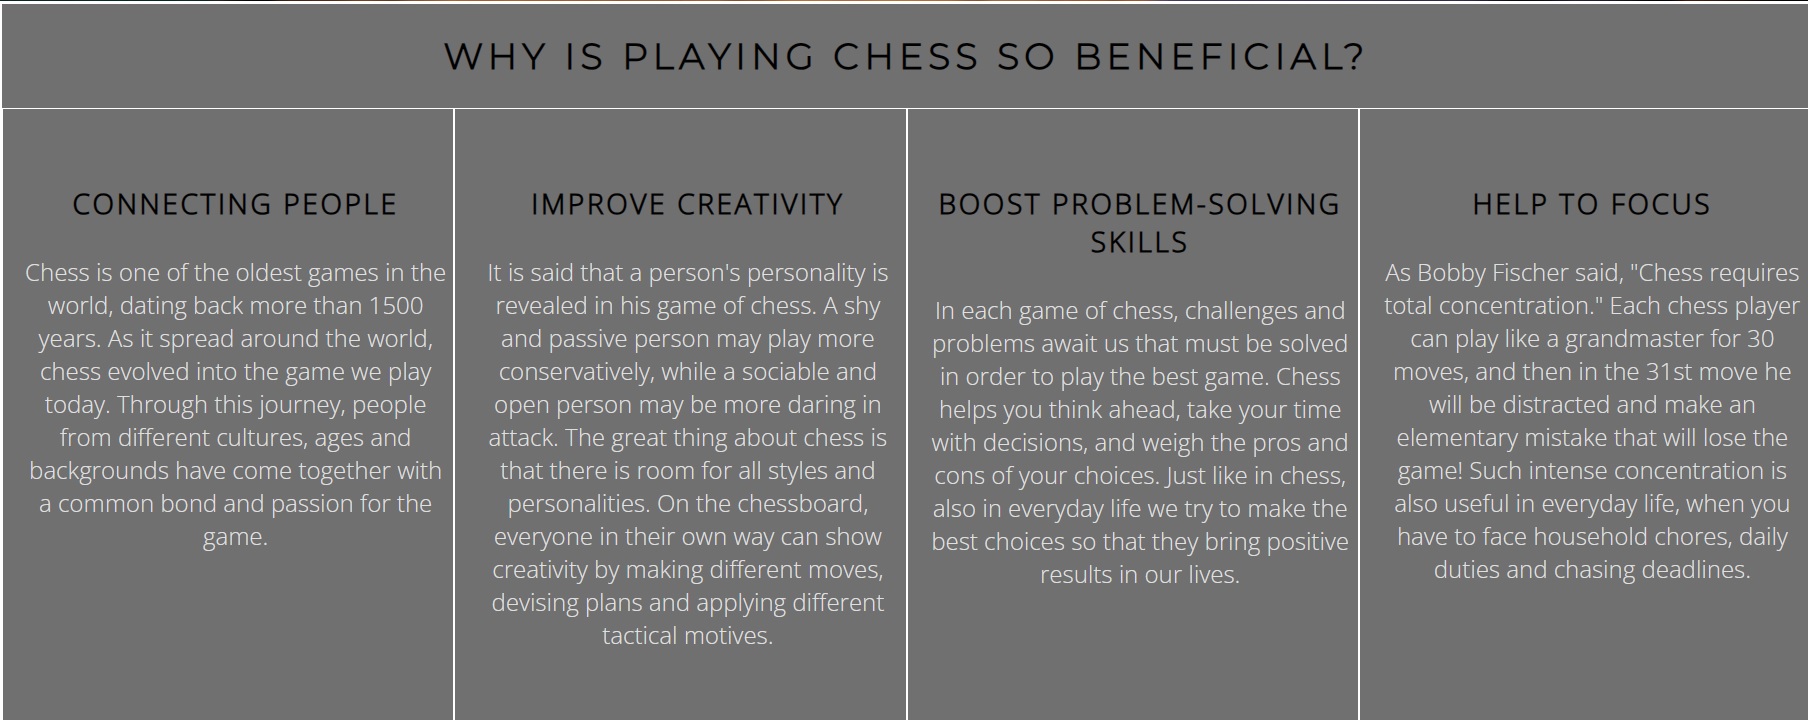 WHY IS PLAYING CHESS SO BENEFICIAL?
CONNECTING PEOPLE
Chess is one of the oldest games in the
world, dating back more than 1500
years. As it spread around the world,
chess evolved into the game we play
today. Through this journey, people
from different cultures, ages and
backgrounds have come together with
a common bond and passion for the
game.
IMPROVE CREATIVITY
It is said that a person's personality is
revealed in his game of chess. A shy
and passive person may play more
conservatively, while a sociable and
open person may be more daring in
attack. The great thing about chess is
that there is room for all styles and
personalities. On the chessboard,
everyone in their own way can show
creativity by making different moves,
devising plans and applying different
tactical motives.
BOOST PROBLEM-SOLVING
SKILLS
In each game of chess, challenges and
problems await us that must be solved
in order to play the best game. Chess
helps you think ahead, take your time
with decisions, and weigh the pros and
cons of your choices. Just like in chess,
also in everyday life we try to make the
best choices so that they bring positive
results in our lives.
HELP TO FOCUS
As Bobby Fischer said, "Chess requires
total concentration." Each chess player
can play like a grandmaster for 30
moves, and then in the 31st move he
will be distracted and make an
elementary mistake that will lose the
game! Such intense concentration is
also useful in everyday life, when you
have to face household chores, daily
duties and chasing deadlines.